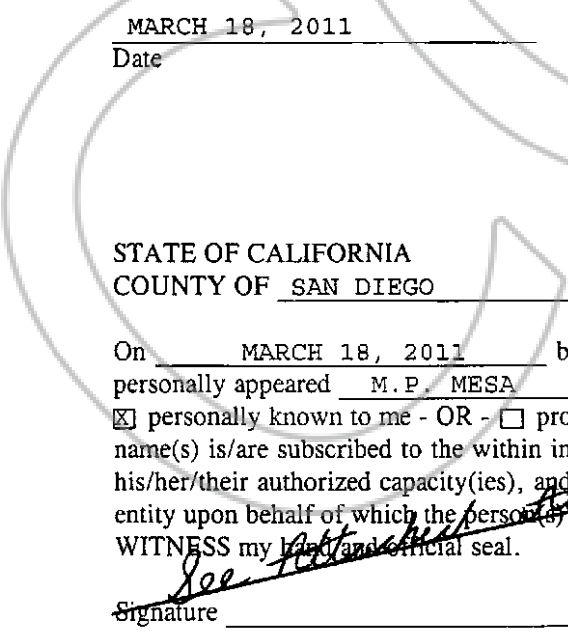 MARCH 18, 2011
Date
STATE OF CALIFORNIA
COUNTY OF SAN DIEGO
On MARCH 18, 2011 b
personally appeared M.P. MESA
☒ personally known to me - OR - ☐ pro
name(s) is/are subscribed to the within in
his/her/their authorized capacity(ies), and
entity upon behalf of which the person(s)
WITNESS my hand and official seal.
See Attached
Signature